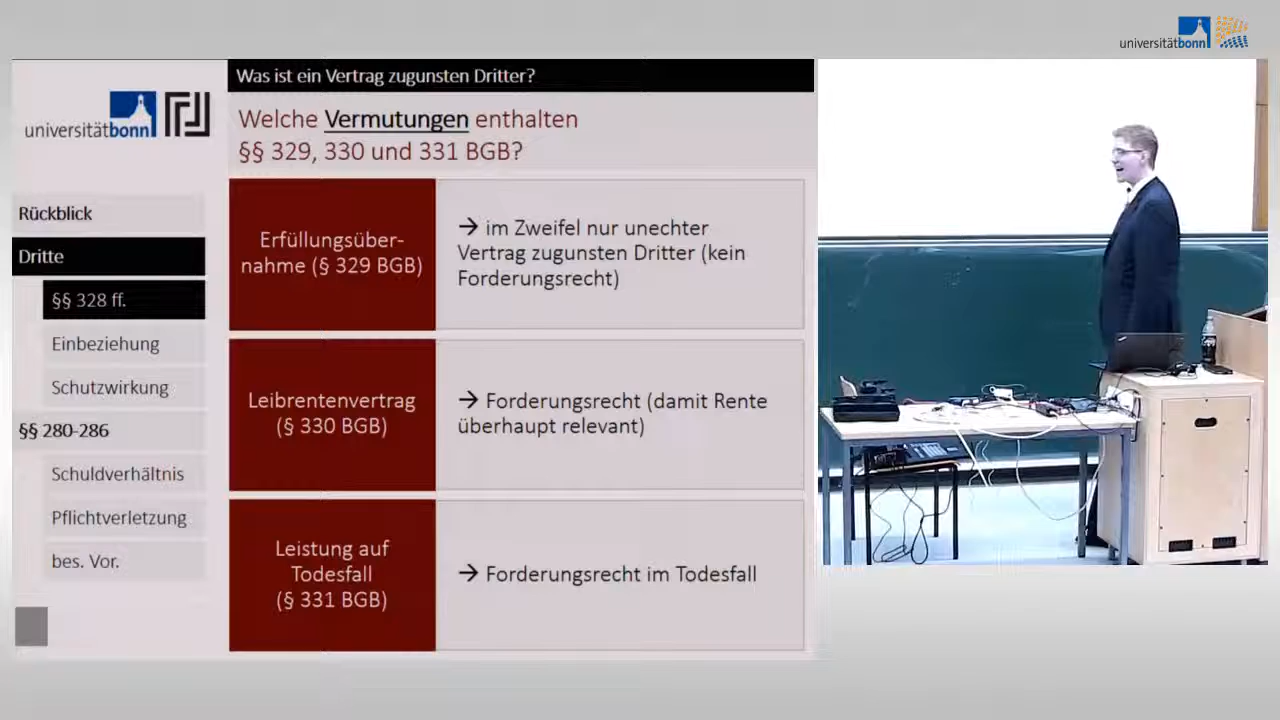 universitätbonn
Was ist ein Vertrag zugunsten Dritter?
universitätbonn
Welche Vermutungen enthalten
§§ 329, 330 und 331 BGB?
Rückblick
Dritte
§§ 328 ff.
Einbeziehung
Schutzwirkung
§§ 280-286
Schuldverhältnis
Pflichtverletzung
bes. Vor.
Erfüllungsüber-
nahme (§ 329 BGB)
→ im Zweifel nur unechter
Vertrag zugunsten Dritter (kein
Forderungsrecht)
Leibrentenvertrag
(§ 330 BGB)
→ Forderungsrecht (damit Rente
überhaupt relevant)
Leistung auf
Todesfall
(§ 331 BGB)
→ Forderungsrecht im Todesfall